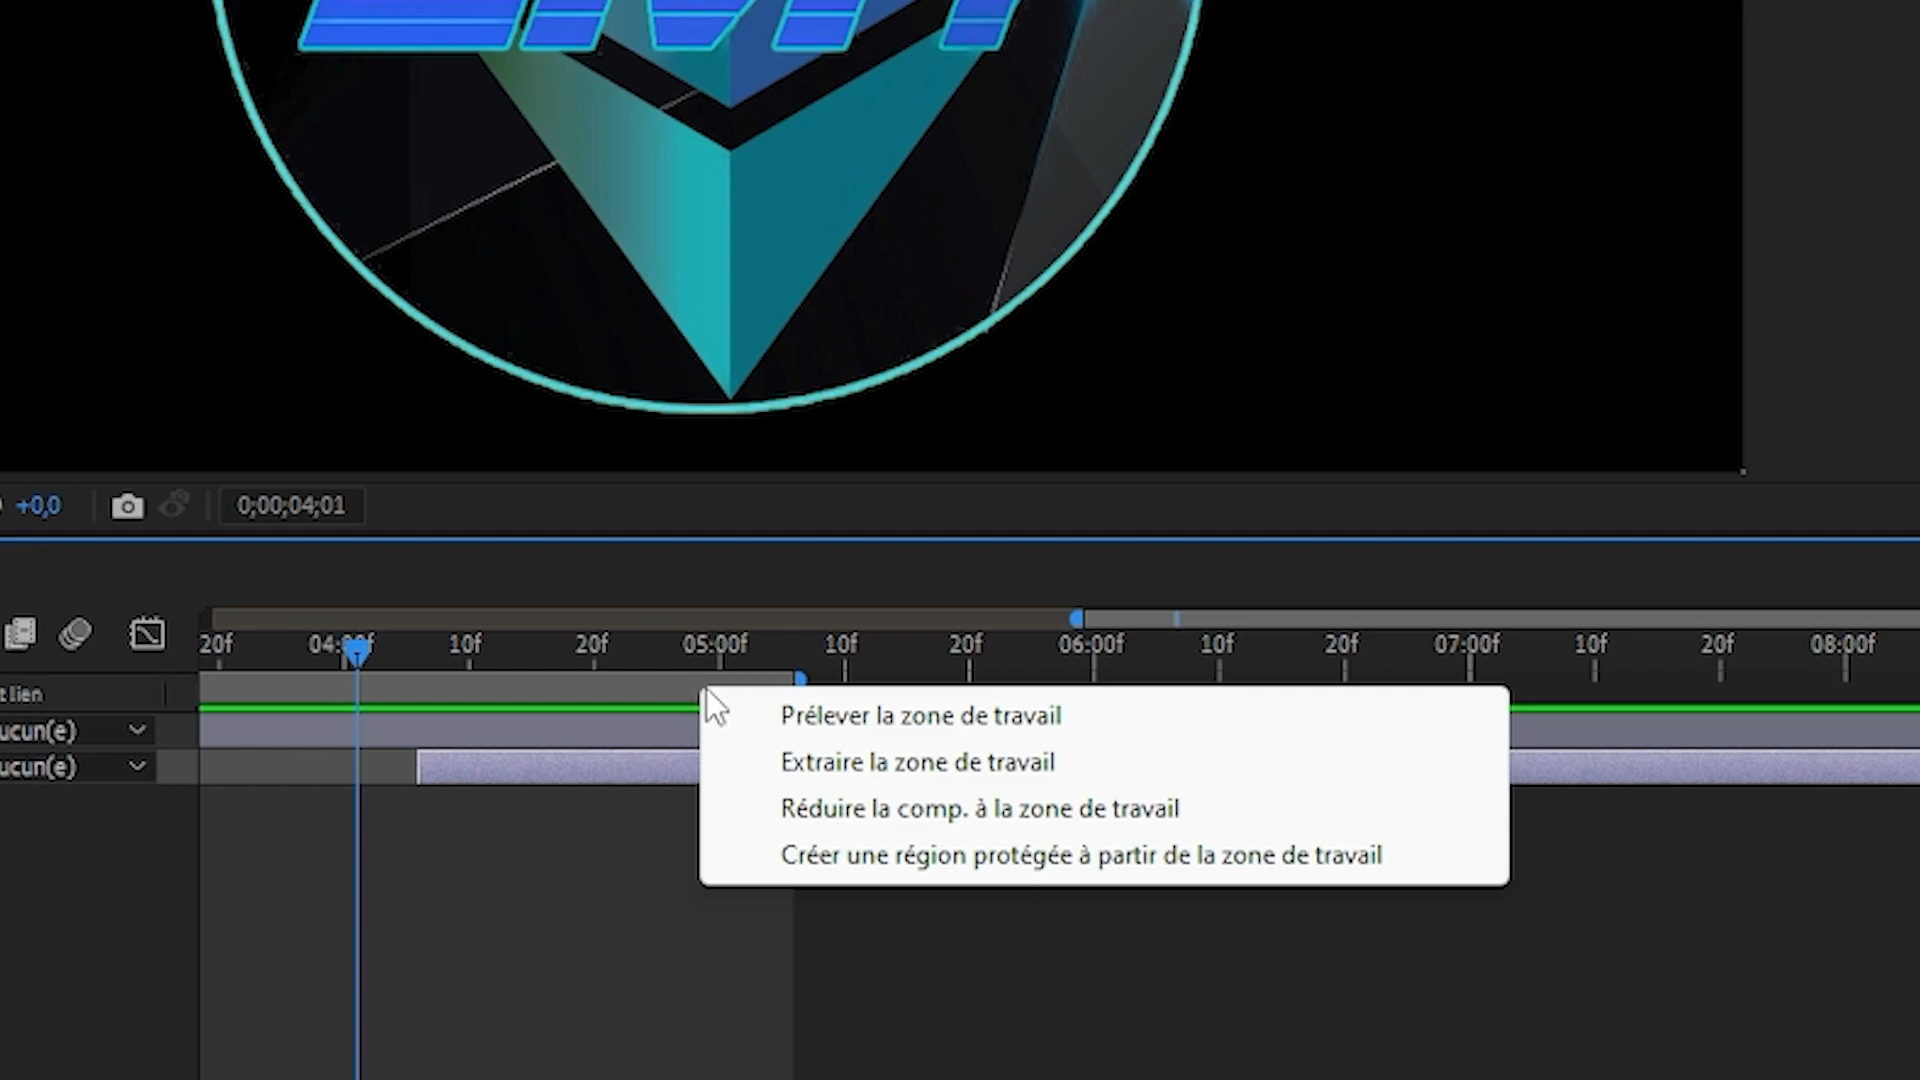 +0,0
0;00;04;01
20f 04:00f 10f 20f 05:00f 10f 20f 06:00f 10f 20f 07:00f 10f 20f 08:00f
t lien
ucun(e)
ucun(e)
Prélever la zone de travail
Extraire la zone de travail
Réduire la comp. à la zone de travail
Créer une région protégée à partir de la zone de travail